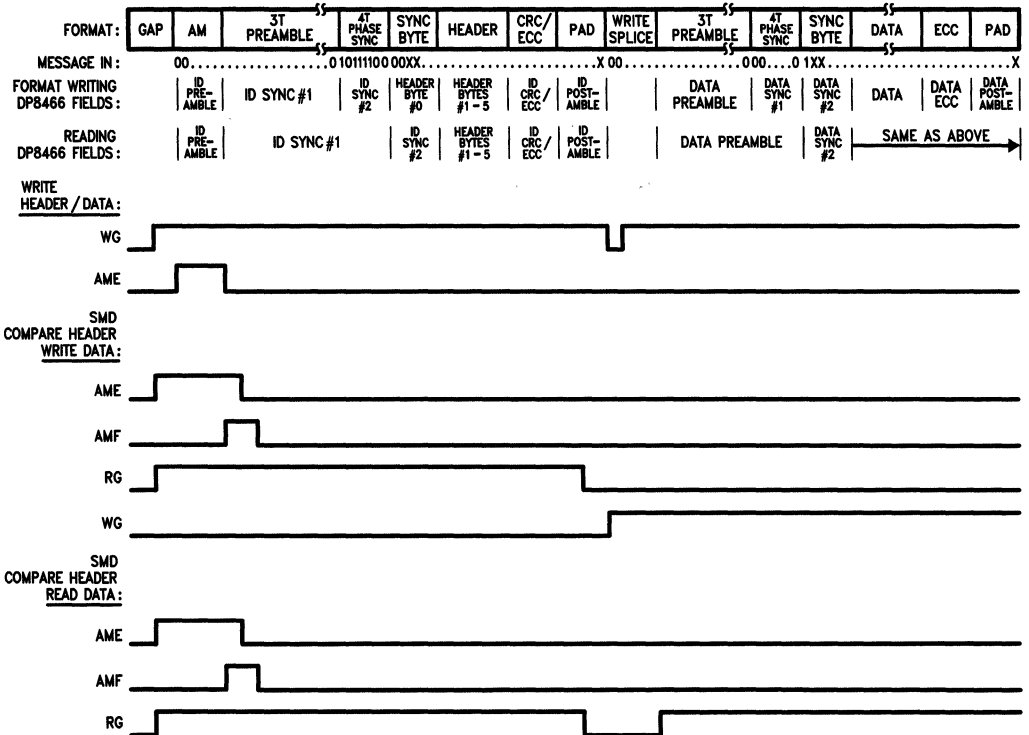 FORMAT: GAP AM 3T PREAMBLE 4T PHASE SYNC SYNC BYTE HEADER CRC/ ECC PAD WRITE SPLICE 3T PREAMBLE 4T PHASE SYNC SYNC BYTE DATA ECC PAD
MESSAGE IN: 00......................010111100 00XX..............................X 00......................000....0 1XX..........................X
FORMAT WRITING DP8466 FIELDS: ID PRE-AMBLE ID SYNC #1 ID SYNC #2 HEADER BYTE #0 HEADER BYTES #1-5 ID CRC/ ECC ID POST-AMBLE DATA PREAMBLE DATA SYNC #1 DATA SYNC #2 DATA DATA ECC DATA POST-AMBLE
READING DP8466 FIELDS: ID PRE-AMBLE ID SYNC #1 ID SYNC #2 HEADER BYTES #1-5 ID CRC/ ECC ID POST-AMBLE DATA PREAMBLE DATA SYNC #2 SAME AS ABOVE
WRITE
HEADER/DATA:
WG
AME
SMD
COMPARE HEADER
WRITE DATA:
AME
AMF
RG
WG
SMD
COMPARE HEADER
READ DATA:
AME
AMF
RG